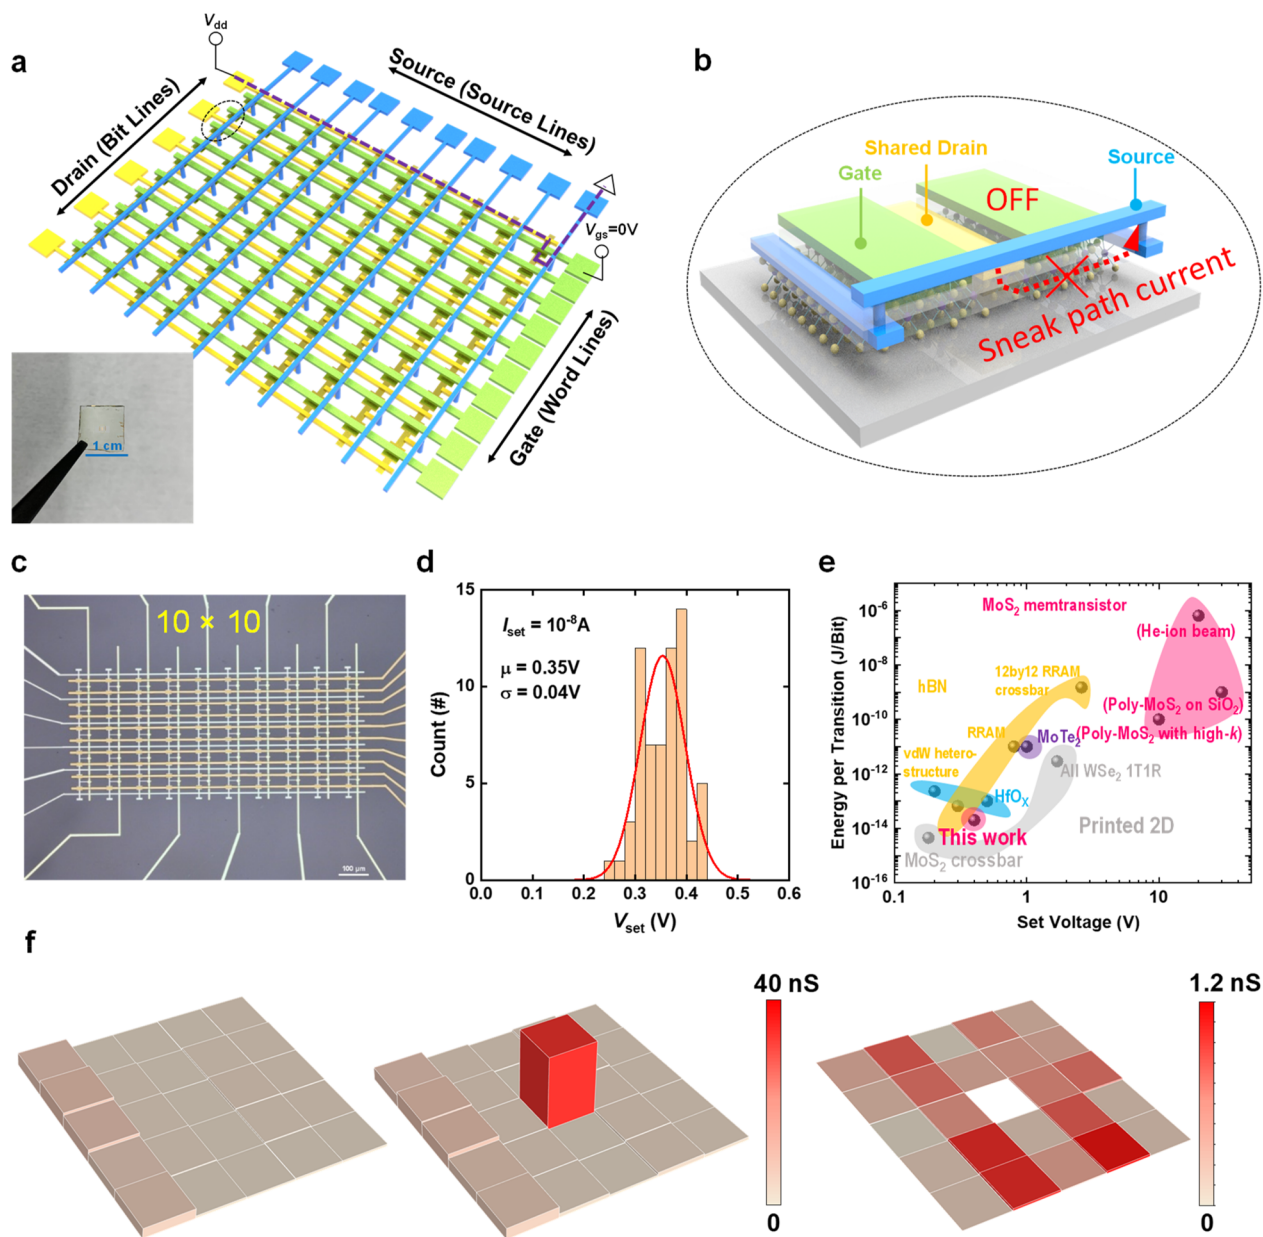 a
V_dd
Source (Source Lines)
Drain (Bit Lines)
V_gs=0V
Gate (Word Lines)
1 cm
b
Shared Drain
Gate
Source
OFF
Sneak path current
c
10 × 10
100 µm
d
15
10
5
0
Count (#)
I_set = 10^-8A
µ = 0.35V
σ = 0.04V
0.0 0.1 0.2 0.3 0.4 0.5 0.6
V_set (V)
e
Energy per Transition (J/Bit)
10^-6
10^-8
10^-10
10^-12
10^-14
10^-16
MoS₂ memtransistor
(He-ion beam)
12by12 RRAM
crossbar
hBN
(Poly-MoS₂ on SiO₂)
(Poly-MoS₂ with high-k)
RRAM
MoTe₂
vdW hetero-
structure
All WSe₂ 1T1R
HfO_X
Printed 2D
This work
MoS₂ crossbar
0.1 1 10
Set Voltage (V)
f
40 nS
0
1.2 nS
0